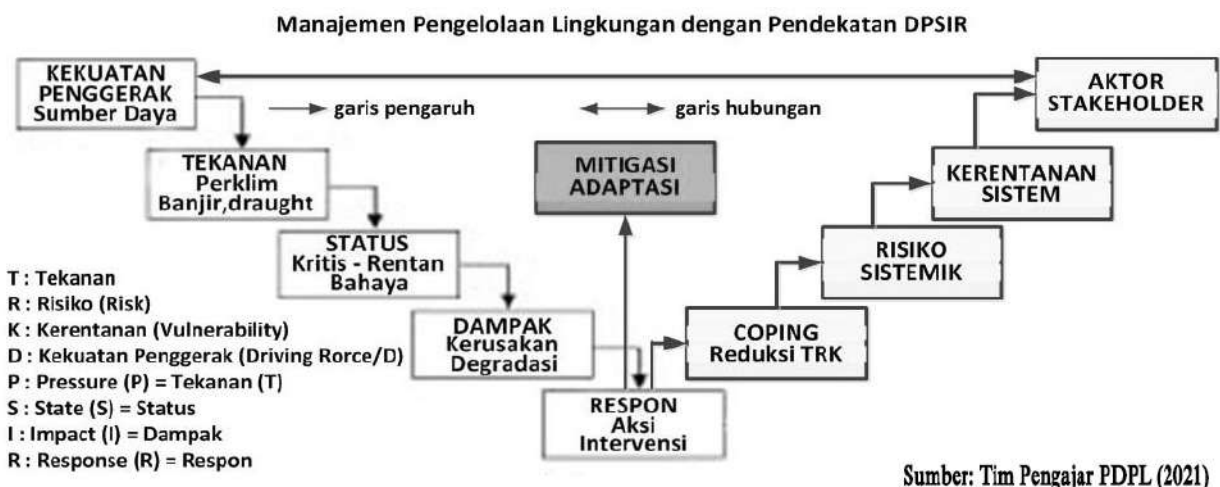 Manajemen Pengelolaan Lingkungan dengan Pendekatan DPSIR
KEKUATAN
PENGGERAK
Sumber Daya
garis pengaruh
garis hubungan
AKTOR
STAKEHOLDER
TEKANAN
Perklim
Banjir,draught
MITIGASI
ADAPTASI
KERENTANAN
SISTEM
STATUS
Kritis - Rentan
Bahaya
RISIKO
SISTEMIK
DAMPAK
Kerusakan
Degradasi
COPING
Reduksi TRK
RESPON
Aksi
Intervensi
T : Tekanan
R : Risiko (Risk)
K : Kerentanan (Vulnerability)
D : Kekuatan Penggerak (Driving Rorce/D)
P : Pressure (P) = Tekanan (T)
S : State (S) = Status
I : Impact (I) = Dampak
R : Response (R) = Respon
Sumber: Tim Pengajar PDPL (2021)